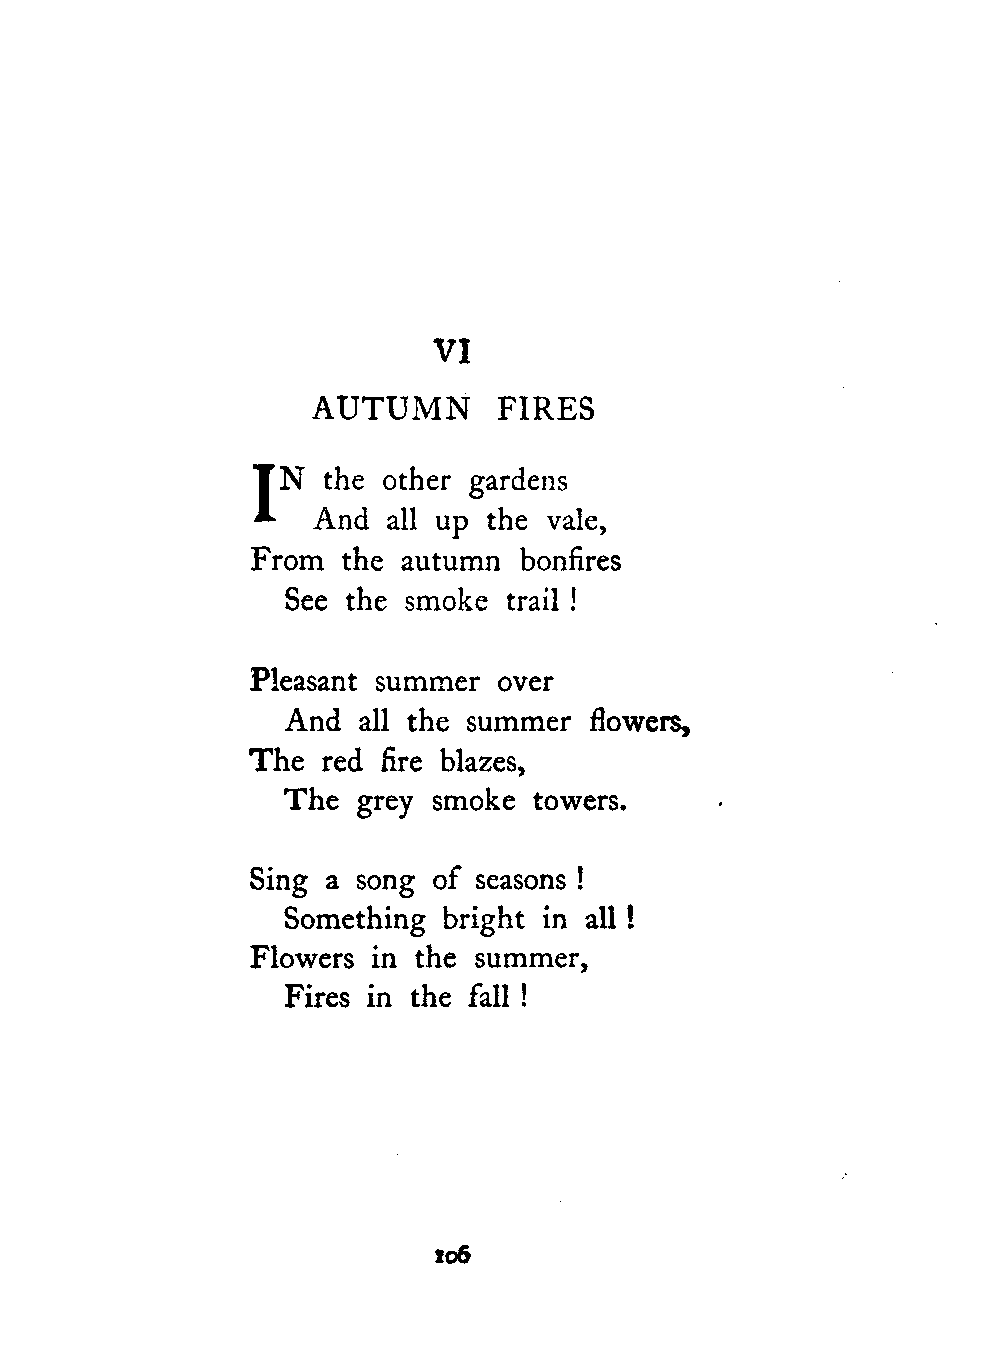 VI
AUTUMN FIRES
IN the other gardens
And all up the vale,
From the autumn bonfires
See the smoke trail !
Pleasant summer over
And all the summer flowers,
The red fire blazes,
The grey smoke towers.
Sing a song of seasons !
Something bright in all !
Flowers in the summer,
Fires in the fall !
106